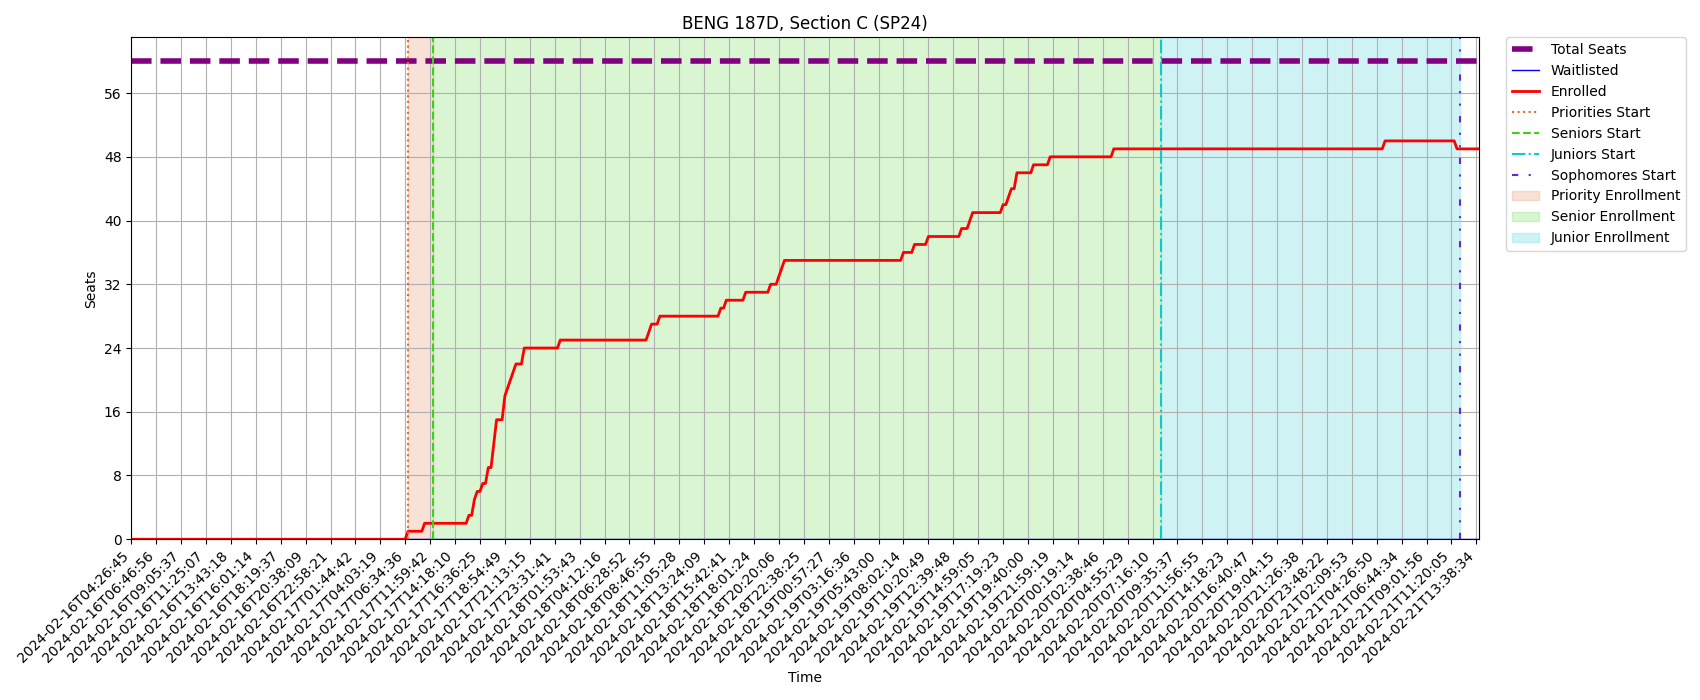 BENG 187D, Section C (SP24)
Total Seats
Waitlisted
Enrolled
Priorities Start
Seniors Start
Juniors Start
Sophomores Start
Priority Enrollment
Senior Enrollment
Junior Enrollment
Seats
56
48
40
32
24
16
8
0
2024-02-16T04:26:45
2024-02-16T06:46:56
2024-02-16T09:05:37
2024-02-16T11:25:07
2024-02-16T13:43:18
2024-02-16T16:01:14
2024-02-16T18:19:37
2024-02-16T20:38:09
2024-02-16T22:58:21
2024-02-17T01:44:42
2024-02-17T04:03:19
2024-02-17T06:34:36
2024-02-17T11:59:42
2024-02-17T14:18:10
2024-02-17T16:36:25
2024-02-17T18:54:49
2024-02-17T21:13:15
2024-02-17T23:31:41
2024-02-18T01:53:43
2024-02-18T04:12:16
2024-02-18T06:28:52
2024-02-18T08:46:55
2024-02-18T11:05:28
2024-02-18T13:24:09
2024-02-18T15:42:41
2024-02-18T18:01:24
2024-02-18T20:20:06
2024-02-18T22:38:25
2024-02-19T00:57:27
2024-02-19T03:16:36
2024-02-19T05:43:00
2024-02-19T08:02:14
2024-02-19T10:20:49
2024-02-19T12:39:48
2024-02-19T14:59:05
2024-02-19T17:19:23
2024-02-19T19:40:00
2024-02-19T21:59:19
2024-02-20T00:19:14
2024-02-20T02:38:46
2024-02-20T04:55:29
2024-02-20T07:16:10
2024-02-20T09:35:37
2024-02-20T11:56:55
2024-02-20T14:18:23
2024-02-20T16:40:47
2024-02-20T19:04:15
2024-02-20T21:26:38
2024-02-20T23:48:22
2024-02-21T02:09:53
2024-02-21T04:26:50
2024-02-21T06:44:34
2024-02-21T09:01:56
2024-02-21T11:20:05
2024-02-21T13:38:34
Time